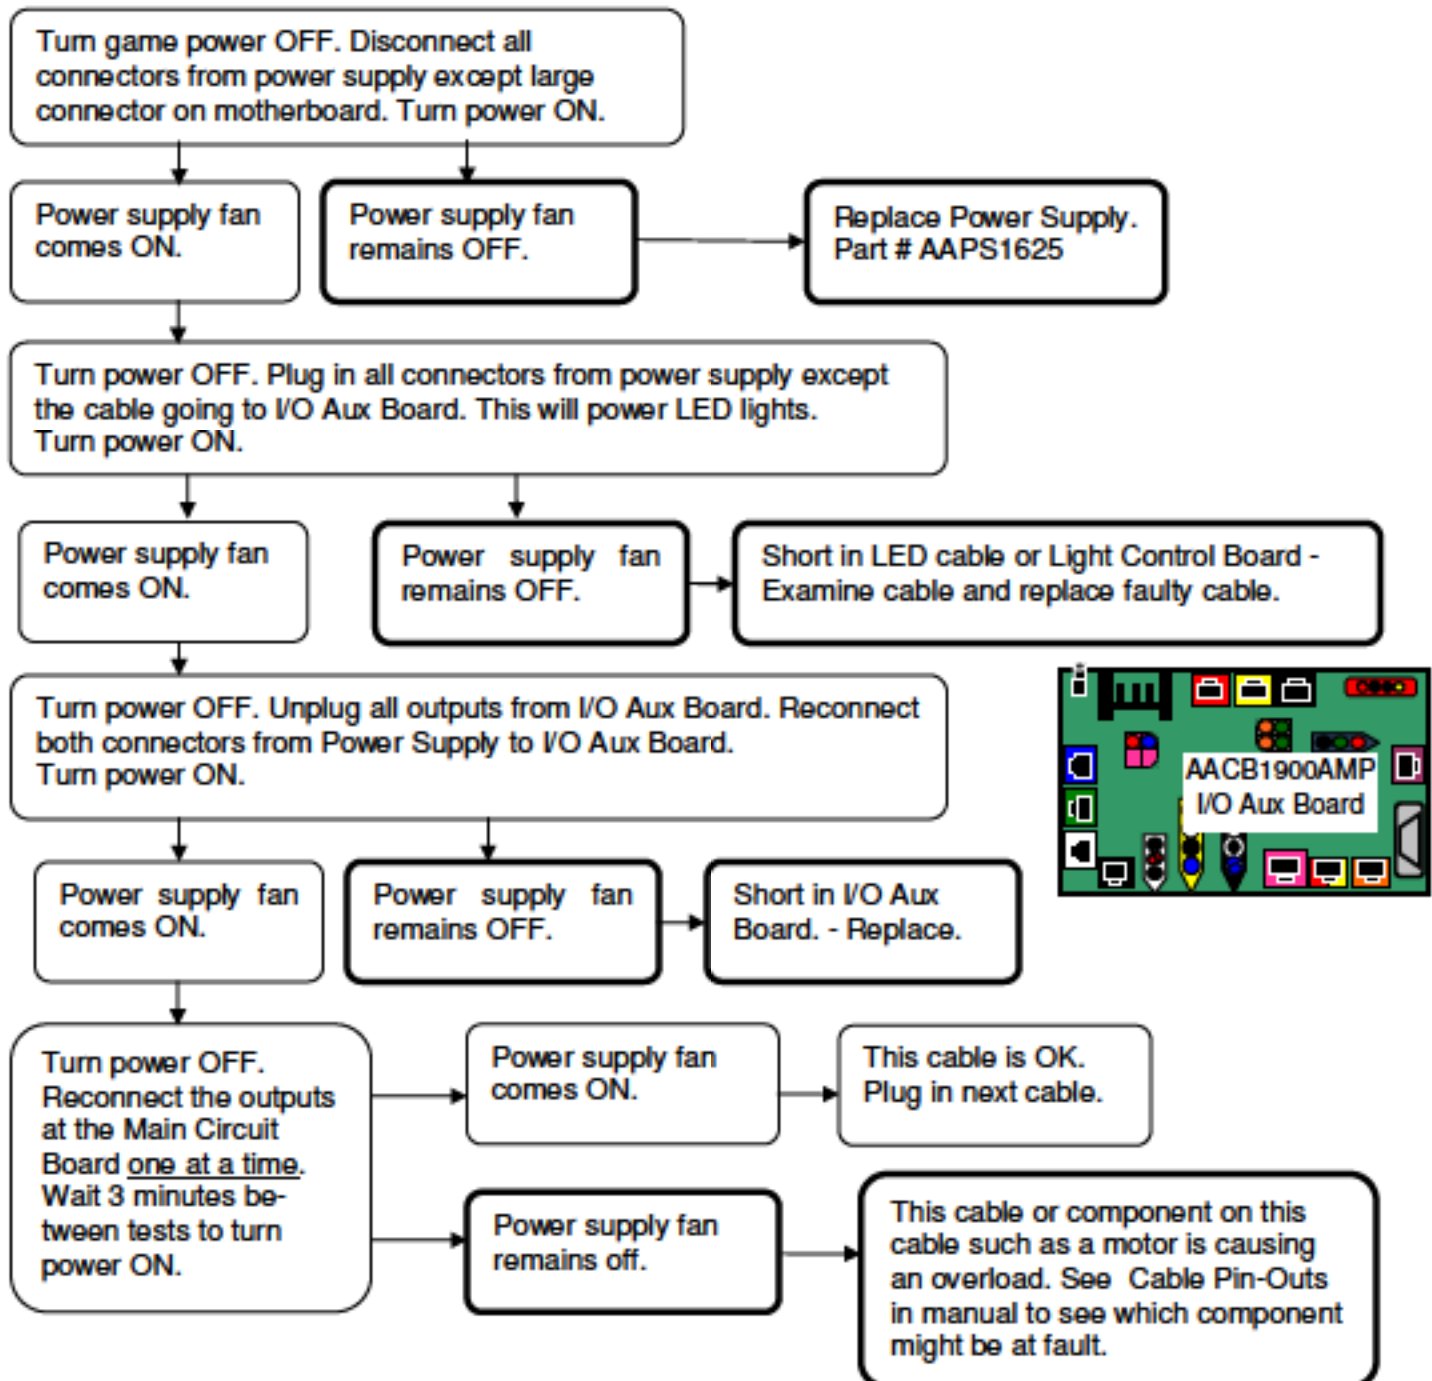 Turn game power OFF. Disconnect all
connectors from power supply except large
connector on motherboard. Turn power ON.
Power supply fan
comes ON.
Power supply fan
remains OFF.
Replace Power Supply.
Part # AAPS1625
Turn power OFF. Plug in all connectors from power supply except
the cable going to I/O Aux Board. This will power LED lights.
Turn power ON.
Power supply fan
comes ON.
Power supply fan
remains OFF.
Short in LED cable or Light Control Board -
Examine cable and replace faulty cable.
Turn power OFF. Unplug all outputs from I/O Aux Board. Reconnect
both connectors from Power Supply to I/O Aux Board.
Turn power ON.
AACB1900AMP
I/O Aux Board
Power supply fan
comes ON.
Power supply fan
remains OFF.
Short in I/O Aux
Board. - Replace.
Turn power OFF.
Reconnect the outputs
at the Main Circuit
Board one at a time.
Wait 3 minutes be-
tween tests to turn
power ON.
Power supply fan
comes ON.
This cable is OK.
Plug in next cable.
Power supply fan
remains off.
This cable or component on this
cable such as a motor is causing
an overload. See Cable Pin-Outs
in manual to see which component
might be at fault.